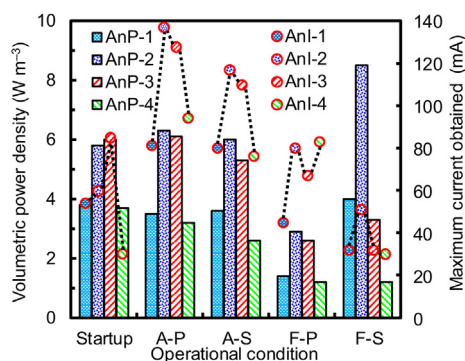 Volumetric power density (W m⁻³)
10
8
6
4
2
0
AnP-1
AnP-2
AnP-3
AnP-4
AnI-1
AnI-2
AnI-3
AnI-4
140
120
100
80
60
40
20
0
Maximum current obtained (mA)
Startup A-P A-S F-P F-S
Operational condition